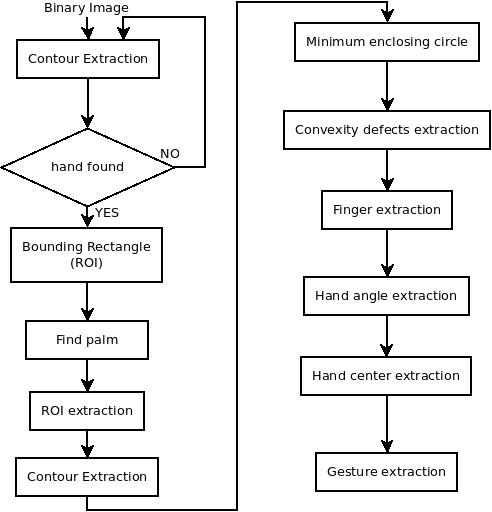 Binary Image
Contour Extraction
hand found
NO
YES
Bounding Rectangle
(ROI)
Find palm
ROI extraction
Contour Extraction
Minimum enclosing circle
Convexity defects extraction
Finger extraction
Hand angle extraction
Hand center extraction
Gesture extraction